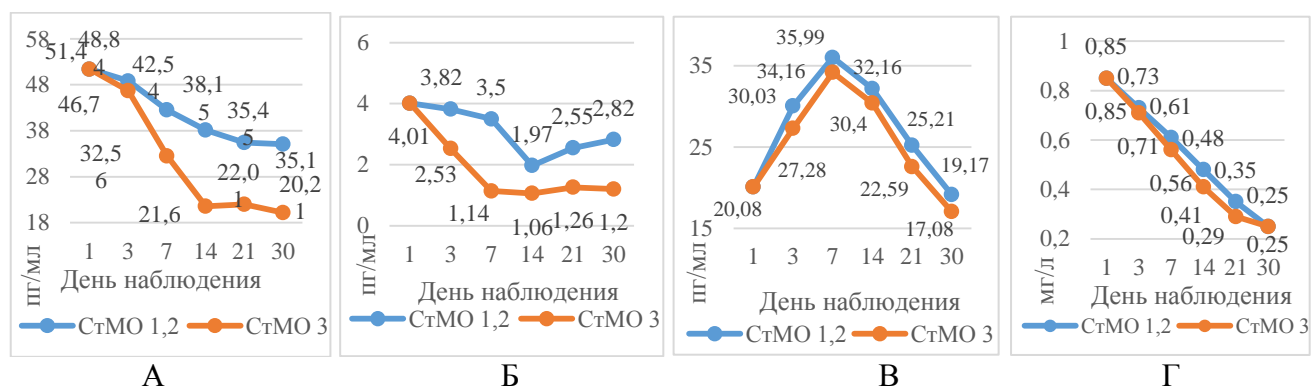 58
48
38
28
18
51,4
4
48,8
4
42,5
4
38,1
5
35,4
5
35,1
46,7
32,5
6
21,6
22,0
1
20,2
1
1 3 7 14 21 30
День наблюдения
пг/мл
СтМО 1,2 СтМО 3
А
6
4
2
0
3,82 3,5 1,97 2,55 2,82
4,01 2,53 1,14 1,06 1,26 1,2
1 3 7 14 21 30
День наблюдения
пг/мл
СтМО 1,2 СтМО 3
Б
35
25
15
30,03 35,99 32,16 25,21 19,17
20,08 27,28 34,16 30,4 22,59 17,08
1 3 7 14 21 30
День наблюдения
пг/мл
СтМО 1,2 СтМО 3
В
1
0,8
0,6
0,4
0,2
0,85 0,73 0,61 0,48 0,35 0,25
0,85 0,71 0,56 0,41 0,29 0,25
1 3 7 14 21 30
День наблюдения
мг/л
СтМО 1,2 СтМО 3
Г